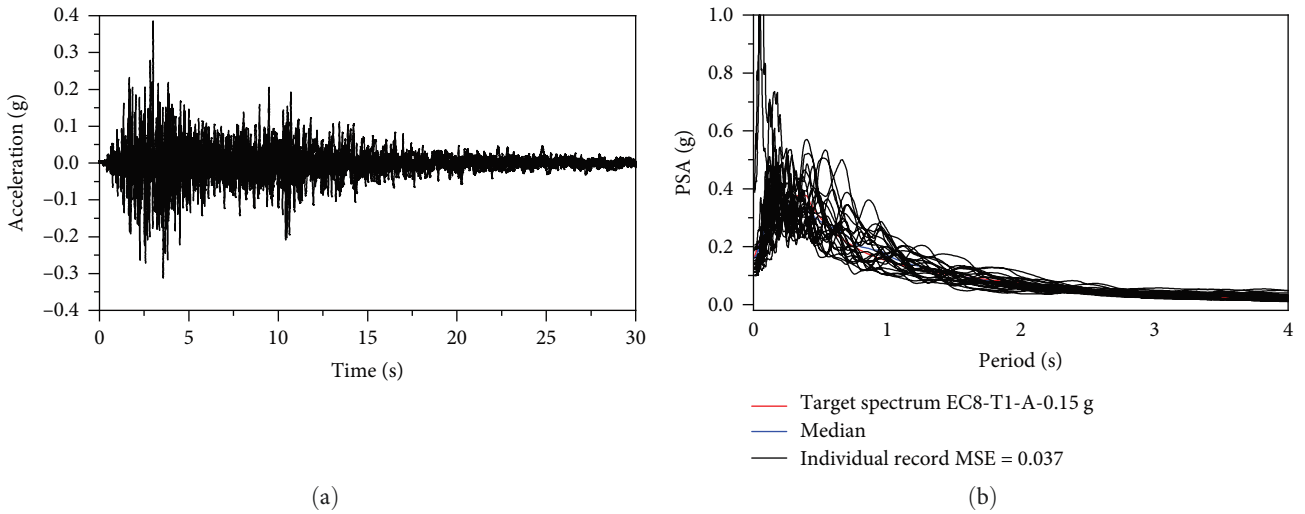 0.4
0.3
0.2
0.1
0.0
–0.1
–0.2
–0.3
–0.4
Acceleration (g)
0 5 10 15 20 25 30
Time (s)
(a)
1.0
0.8
0.6
0.4
0.2
0.0
PSA (g)
0 1 2 3 4
Period (s)
Target spectrum EC8-T1-A-0.15 g
Median
Individual record MSE = 0.037
(b)